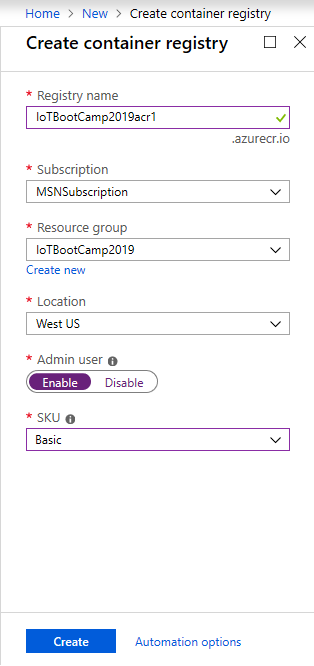 Home > New > Create container registry
Create container registry
* Registry name
IoTBootCamp2019acr1
.azurecr.io
* Subscription
MSNSubscription
* Resource group
IoTBootCamp2019
Create new
* Location
West US
* Admin user
Enable Disable
* SKU
Basic
Create Automation options